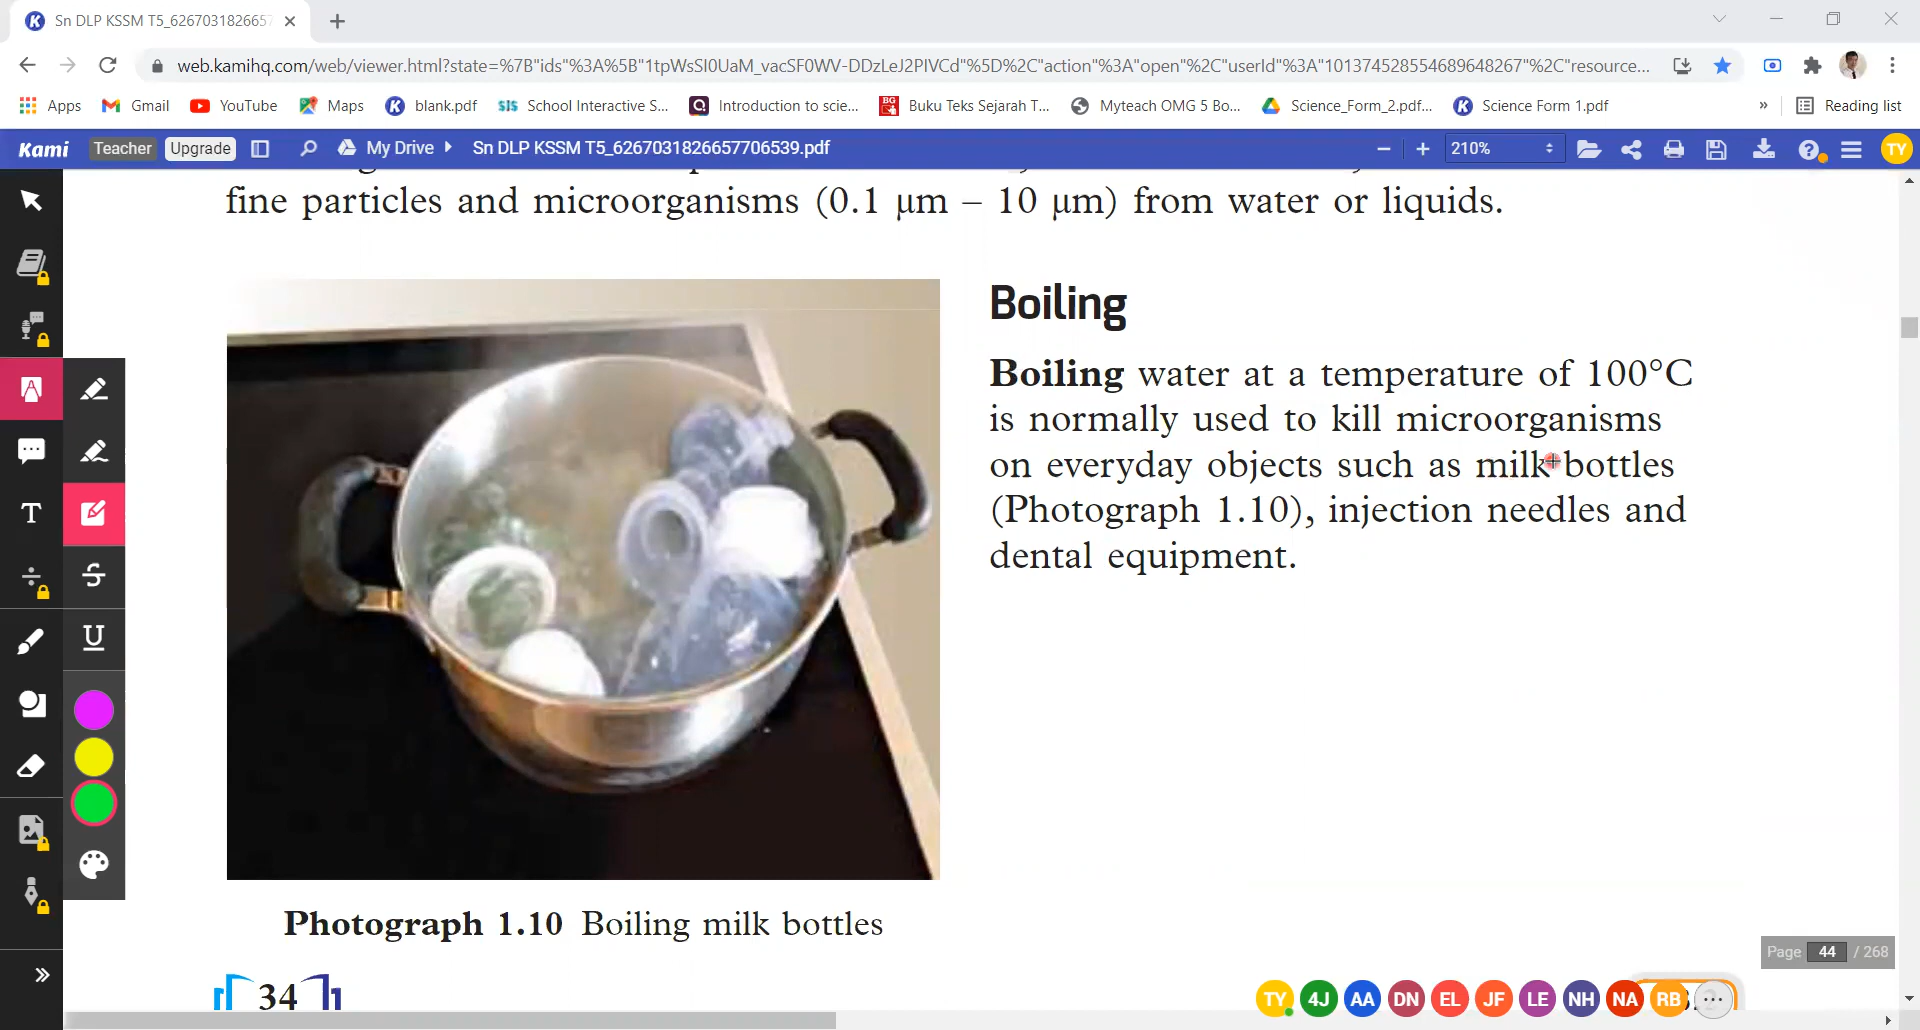 Sn DLP KSSM T5_626703182665
web.kamihq.com/web/viewer.html?state=%7B"ids"%3A%5B"1tpWsSI0UaM_vacSF0WV-DDzLeJ2PIVCd"%5D%2C"action"%3A"open"%2C"userId"%3A"101374528554689648267"%2C"resource...
Apps Gmail YouTube Maps blank.pdf SIS School Interactive S... Introduction to scie... BG Buku Teks Sejarah T... Myteach OMG 5 Bo... Science_Form_2.pdf... Science Form 1.pdf » Reading list
Kami Teacher Upgrade My Drive Sn DLP KSSM T5_6267031826657706539.pdf 210% TY
fine particles and microorganisms (0.1 μm – 10 μm) from water or liquids.
Boiling
Boiling water at a temperature of 100°C
is normally used to kill microorganisms
on everyday objects such as milk bottles
(Photograph 1.10), injection needles and
dental equipment.
Photograph 1.10 Boiling milk bottles
Page 44 / 268
34
TY 4J AA DN EL JF LE NH NA RB ...